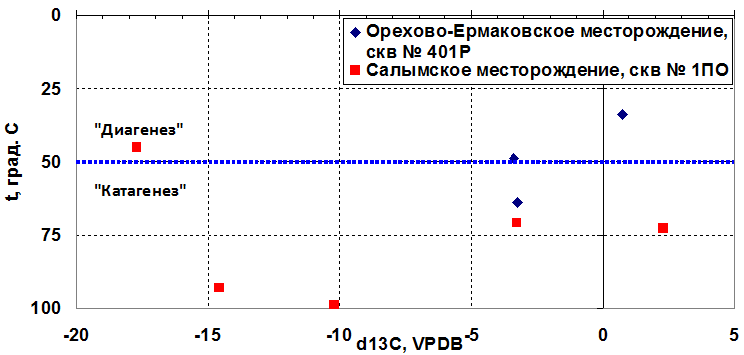 0
Орехово-Ермаковское месторождение,
скв № 401Р
Салымское месторождение, скв № 1ПО
25
"Диагенез"
50
"Катагенез"
75
100
t, град. С
-20
-15
-10
-5
0
5
d13C, VPDB